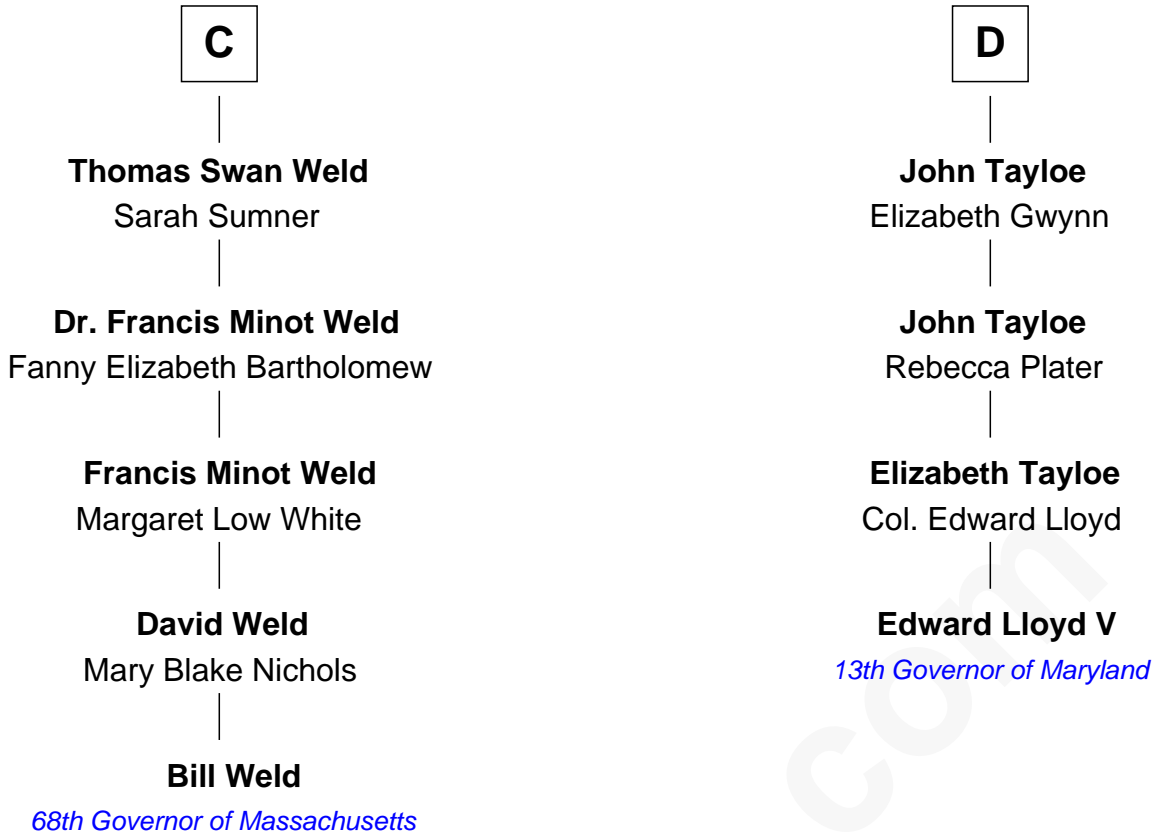 C
Thomas Swan Weld
Sarah Sumner
Dr. Francis Minot Weld
Fanny Elizabeth Bartholomew
Francis Minot Weld
Margaret Low White
David Weld
Mary Blake Nichols
Bill Weld
68th Governor of Massachusetts
D
John Tayloe
Elizabeth Gwynn
John Tayloe
Rebecca Plater
Elizabeth Tayloe
Col. Edward Lloyd
Edward Lloyd V
13th Governor of Maryland
com